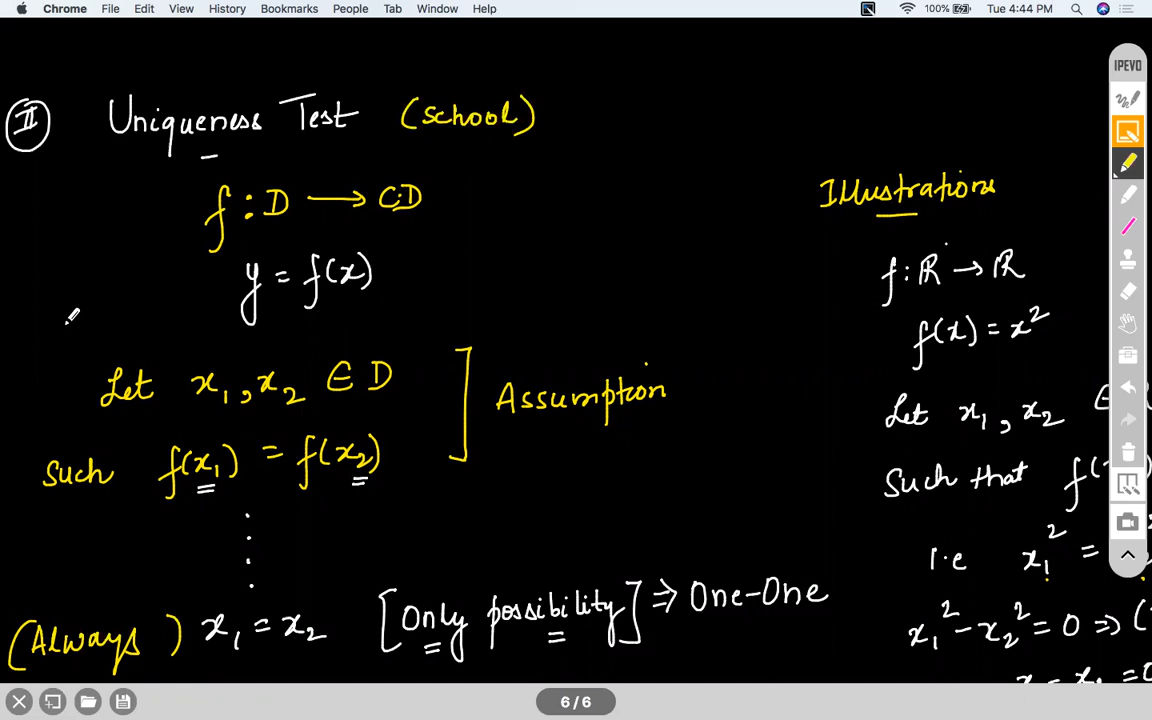 Chrome File Edit View History Bookmarks People Tab Window Help 100% Tue 4:44 PM
IPEVO
II Uniqueness Test (school)
f : D → C.D
y = f(x)
Let x₁, x₂ ∈ D
Such f(x₁) = f(x₂)
] Assumption
(Always) x₁ = x₂ [Only possibility] ⇒ One-One
Illustrations
f : ℝ → ℝ
f(x) = x²
Let x₁, x₂ ∈
Such that f(
i.e x₁² =
x₁² - x₂² = 0 ⇒ (
6/6